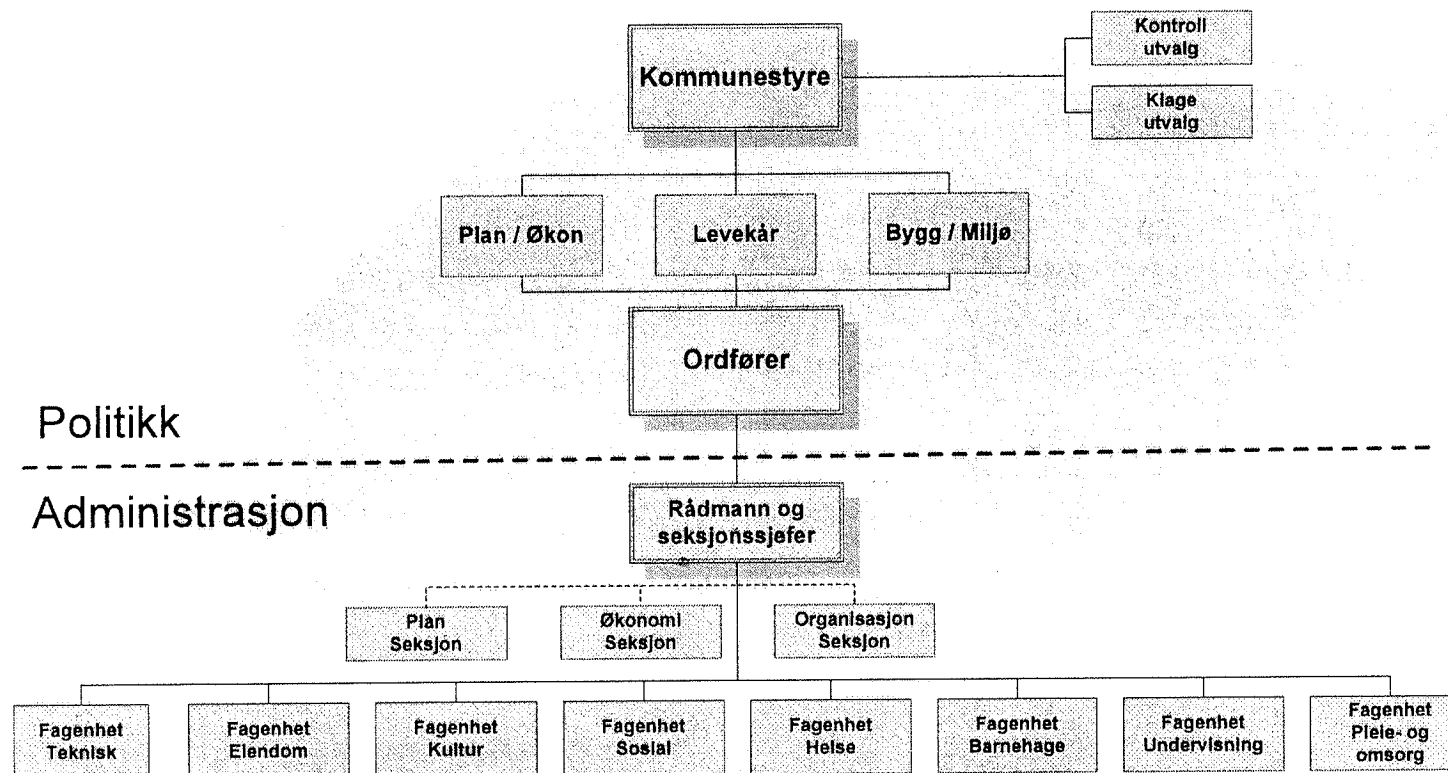 Kontroll
utvalg
Kommunestyre
Klage
utvalg
Plan / Økon
Levekår
Bygg / Miljø
Ordfører
Politikk
Administrasjon
Rådmann og
seksjonssjefer
Plan
Seksjon
Økonomi
Seksjon
Organisasjon
Seksjon
Fagenhet
Teknisk
Fagenhet
Eiendom
Fagenhet
Kultur
Fagenhet
Sosial
Fagenhet
Helse
Fagenhet
Barnehage
Fagenhet
Undervisning
Fagenhet
Pleie- og
omsorg